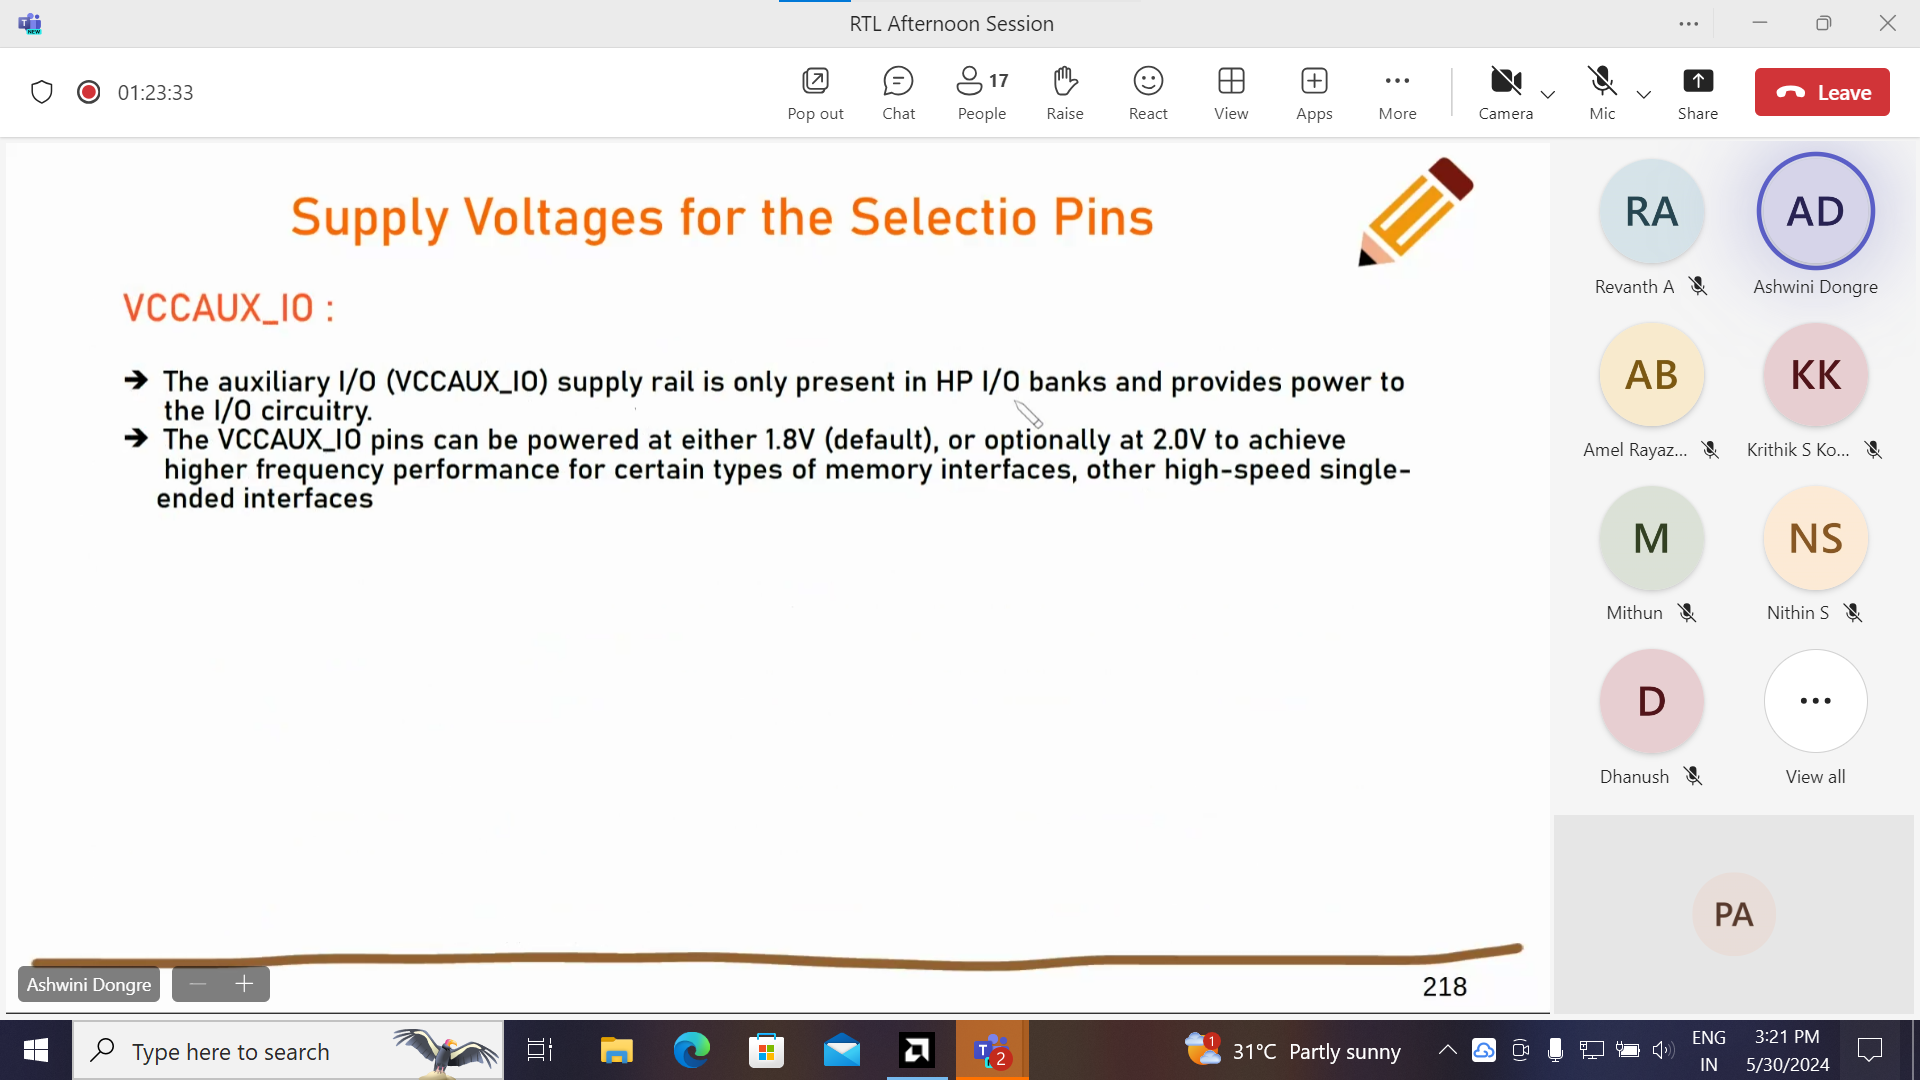 RTL Afternoon Session
NEW
01:23:33
Pop out
Chat
17
People
Raise
React
View
Apps
More
Camera
Mic
Share
Leave
Supply Voltages for the Selectio Pins
VCCAUX_IO :
➔ The auxiliary I/O (VCCAUX_IO) supply rail is only present in HP I/O banks and provides power to
the I/O circuitry.
➔ The VCCAUX_IO pins can be powered at either 1.8V (default), or optionally at 2.0V to achieve
higher frequency performance for certain types of memory interfaces, other high-speed single-
ended interfaces
218
Ashwini Dongre
RA
Revanth A
AD
Ashwini Dongre
AB
Amel Rayaz...
KK
Krithik S Ko...
M
Mithun
NS
Nithin S
D
Dhanush
View all
PA
Type here to search
T
2
1
31°C Partly sunny
ENG
IN
3:21 PM
5/30/2024